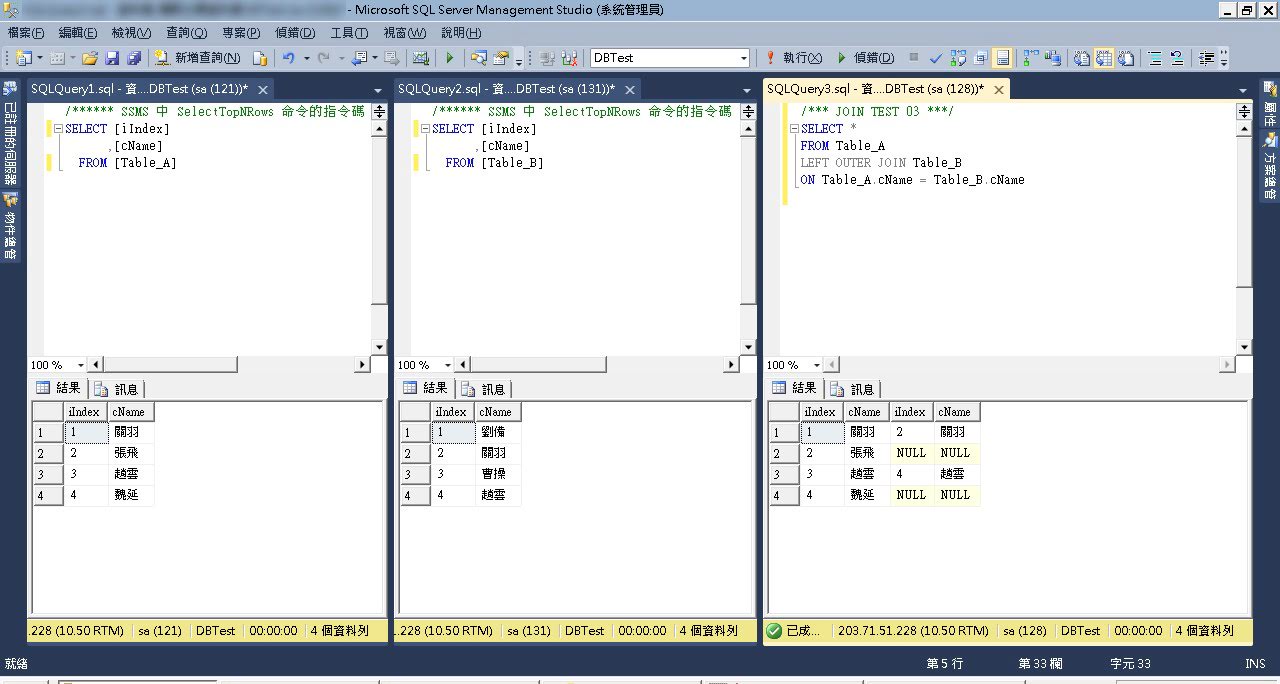 - Microsoft SQL Server Management Studio (系統管理員)
檔案(F) 編輯(E) 檢視(V) 查詢(Q) 專案(P) 偵錯(D) 工具(T) 視窗(W) 說明(H)
新增查詢(N) DBTest 執行(X) 偵錯(D)
已註冊的伺服器
物件總管
SQLQuery1.sql - 資...DBTest (sa (121))*
/****** SSMS 中 SelectTopNRows 命令的指令碼
SELECT [iIndex]
,[cName]
FROM [Table_A]
100 %
結果 訊息
iIndex cName
1 1 關羽
2 2 張飛
3 3 趙雲
4 4 魏延
.228 (10.50 RTM) sa (121) DBTest 00:00:00 4 個資料列
SQLQuery2.sql - 資...DBTest (sa (131))*
/****** SSMS 中 SelectTopNRows 命令的指令碼
SELECT [iIndex]
,[cName]
FROM [Table_B]
100 %
結果 訊息
iIndex cName
1 1 劉備
2 2 關羽
3 3 曹操
4 4 趙雲
.228 (10.50 RTM) sa (131) DBTest 00:00:00 4 個資料列
SQLQuery3.sql - 資...DBTest (sa (128))*
/*** JOIN TEST 03 ***/
SELECT *
FROM Table_A
LEFT OUTER JOIN Table_B
ON Table_A.cName = Table_B.cName
100 %
結果 訊息
iIndex cName iIndex cName
1 1 關羽 2 關羽
2 2 張飛 NULL NULL
3 3 趙雲 4 趙雲
4 4 魏延 NULL NULL
已成... 203.71.51.228 (10.50 RTM) sa (128) DBTest 00:00:00 4 個資料列
屬性
方案總管
就緒 第 5 行 第 33 欄 字元 33 INS